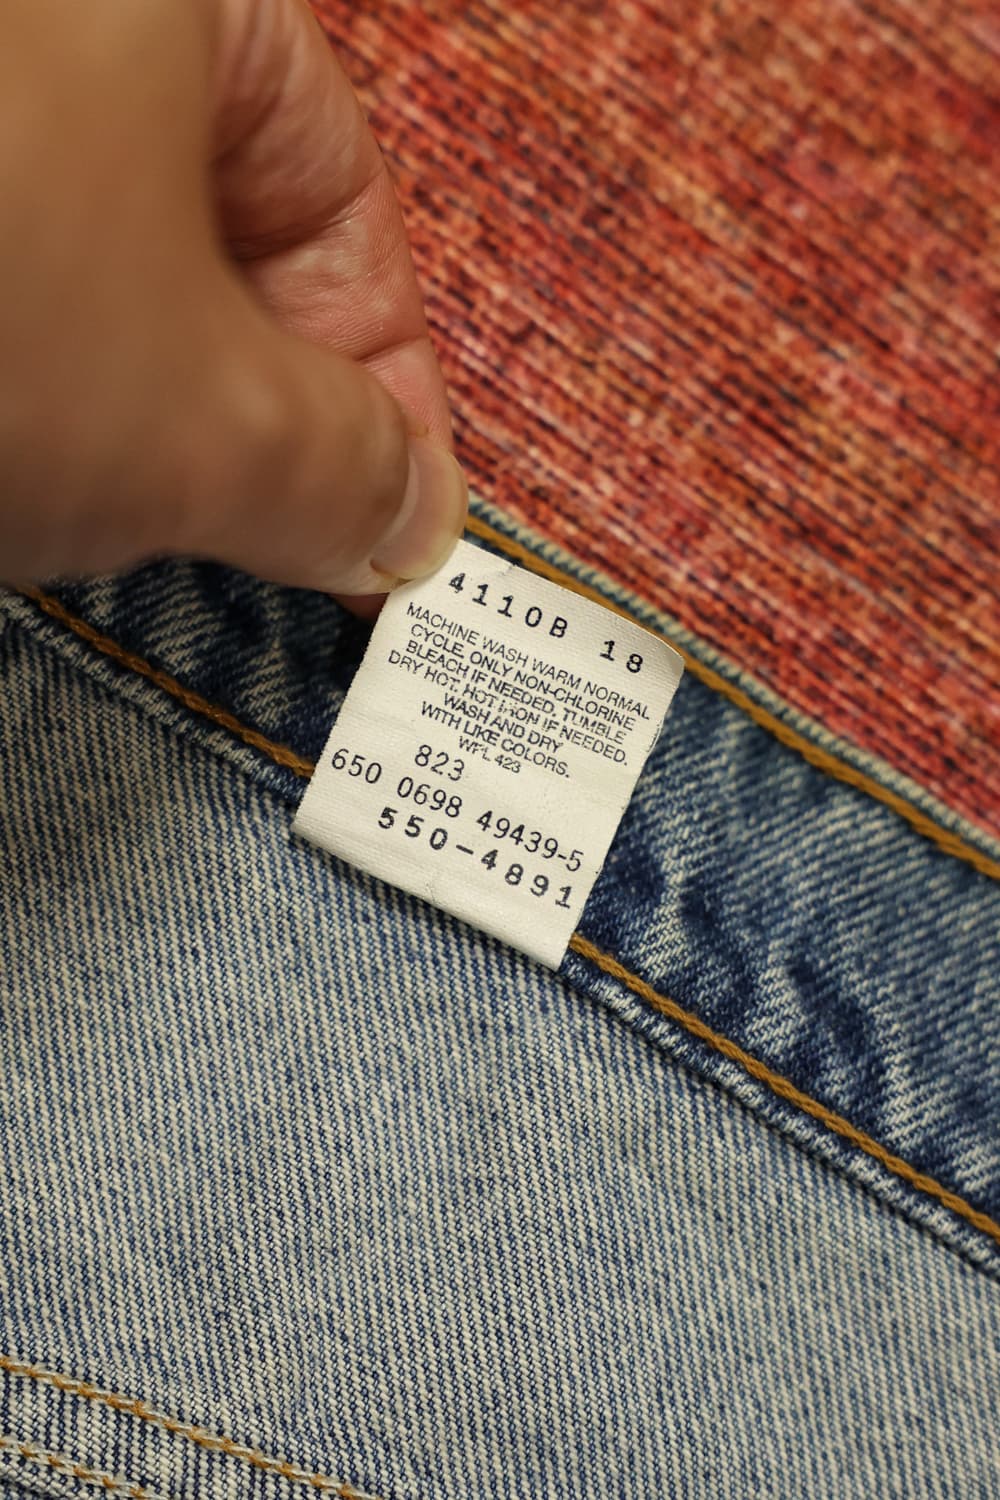 4110B 18
MACHINE WASH WARM NORMAL
CYCLE. ONLY NON-CHLORINE
BLEACH IF NEEDED. TUMBLE
DRY HOT. HOT IRON IF NEEDED.
WASH AND DRY
WITH LIKE COLORS.
WPL 423
823
650 0698 49439-5
550-4891